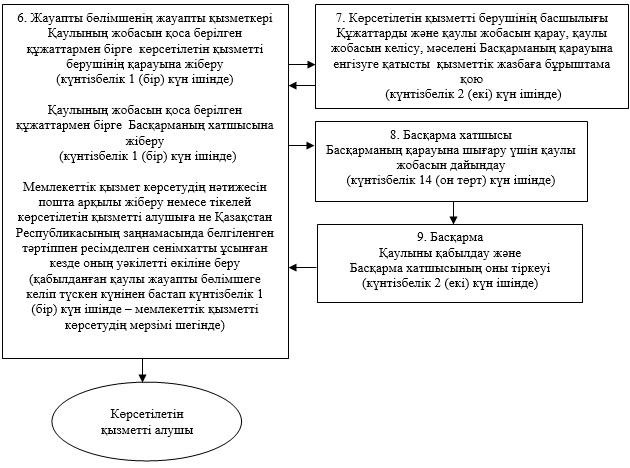 6. Жауапты бөлімшенің жауапты қызметкері
Қаулының жобасын қоса берілген
құжаттармен бірге көрсетілетін қызметті
берушінің қарауына жіберу
(күнтізбелік 1 (бір) күн ішінде)
Қаулының жобасын қоса берілген
құжаттармен бірге Басқарманың хатшысына
жіберу
(күнтізбелік 1 (бір) күн ішінде)
Мемлекеттік қызмет көрсетудің нәтижесін
пошта арқылы жіберу немесе тікелей
көрсетілетін қызметті алушыға не Қазақстан
Республикасының заңнамасында белгіленген
тәртіппен ресімделген сенімхатты ұсынған
кезде оның уәкілетті өкіліне беру
(қабылданған қаулы жауапты бөлімшеге
келіп түскен күнінен бастап күнтізбелік 1
(бір) күн ішінде – мемлекеттік қызметті
көрсетудің мерзімі шегінде)
7. Көрсетілетін қызметті берушінің басшылығы
Құжаттарды және қаулы жобасын қарау, қаулы
жобасын келісу, мәселені Басқарманың қарауына
енгізуге қатысты қызметтік жазбаға бұрыштама
қою
(күнтізбелік 2 (екі) күн ішінде)
8. Басқарма хатшысы
Басқарманың қарауына шығару үшін қаулы
жобасын дайындау
(күнтізбелік 14 (он төрт) күн ішінде)
9. Басқарма
Қаулыны қабылдау және
Басқарма хатшысының оны тіркеуі
(күнтізбелік 2 (екі) күн ішінде)
Көрсетілетін
қызметті алушы